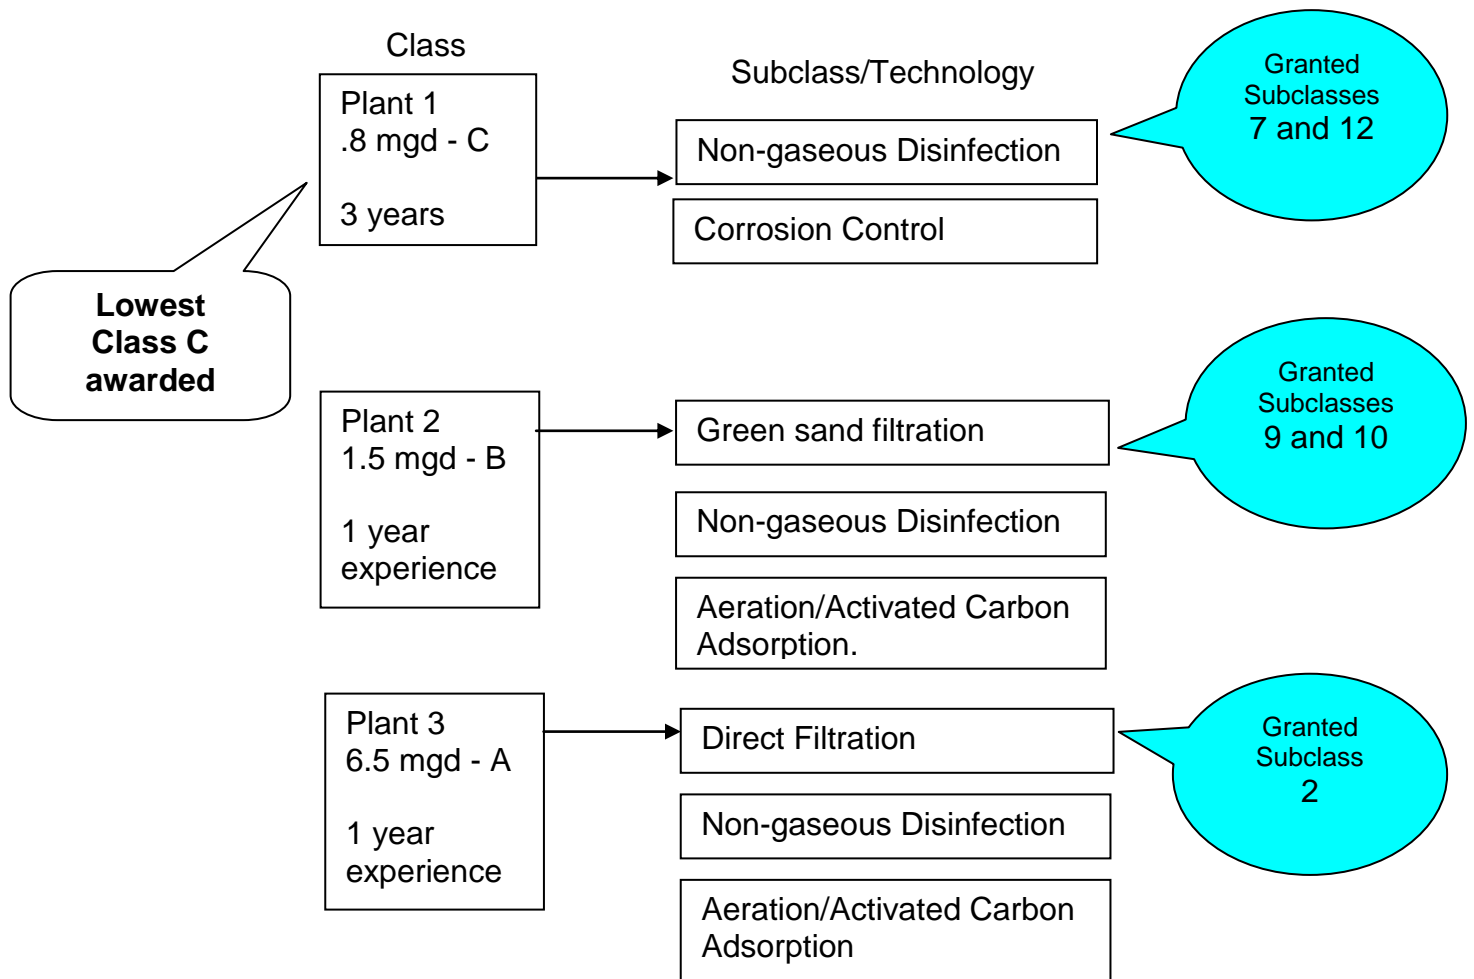 Class
Subclass/Technology
Plant 1
.8 mgd - C
3 years
Non-gaseous Disinfection
Corrosion Control
Granted
Subclasses
7 and 12
Lowest
Class C
awarded
Plant 2
1.5 mgd - B
1 year
experience
Green sand filtration
Non-gaseous Disinfection
Aeration/Activated Carbon
Adsorption.
Granted
Subclasses
9 and 10
Plant 3
6.5 mgd - A
1 year
experience
Direct Filtration
Non-gaseous Disinfection
Aeration/Activated Carbon
Adsorption
Granted
Subclass
2